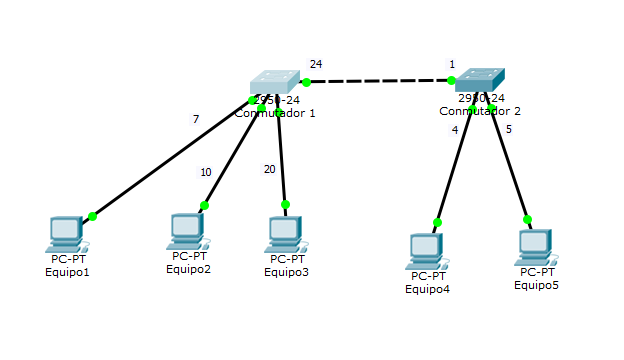 24
1
2950-24
Conmutador 1
2950-24
Conmutador 2
7
10
20
4
5
PC-PT
Equipo1
PC-PT
Equipo2
PC-PT
Equipo3
PC-PT
Equipo4
PC-PT
Equipo5